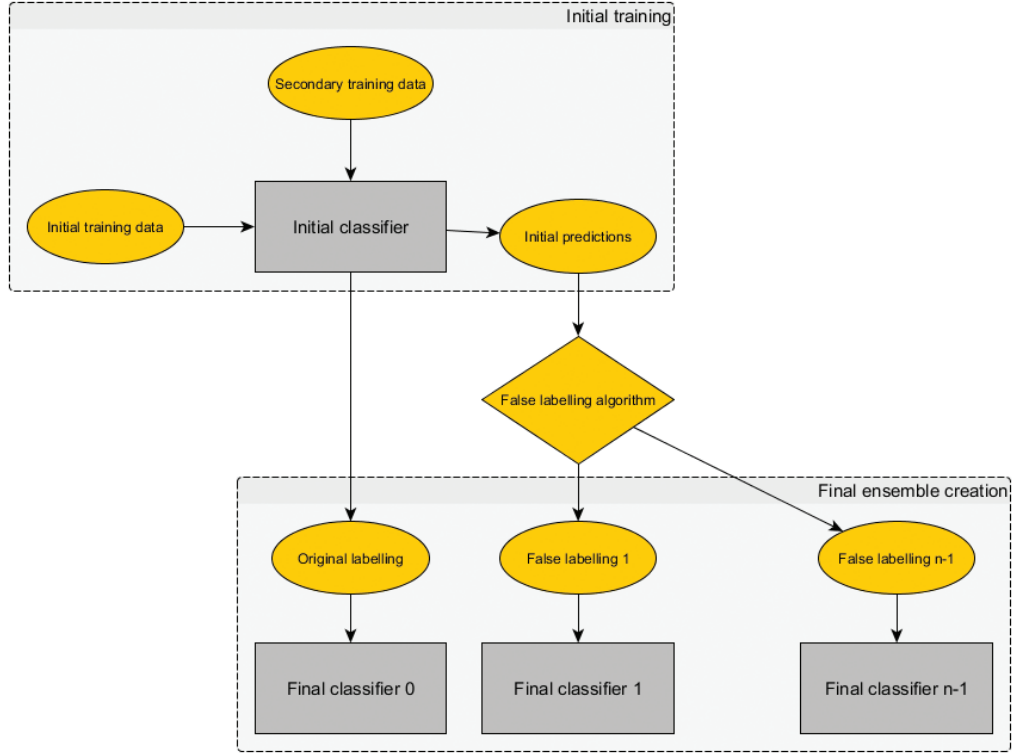 Initial training
Secondary training data
Initial training data
Initial classifier
Initial predictions
False labelling algorithm
Final ensemble creation
Original labelling
False labelling 1
False labelling n-1
Final classifier 0
Final classifier 1
Final classifier n-1